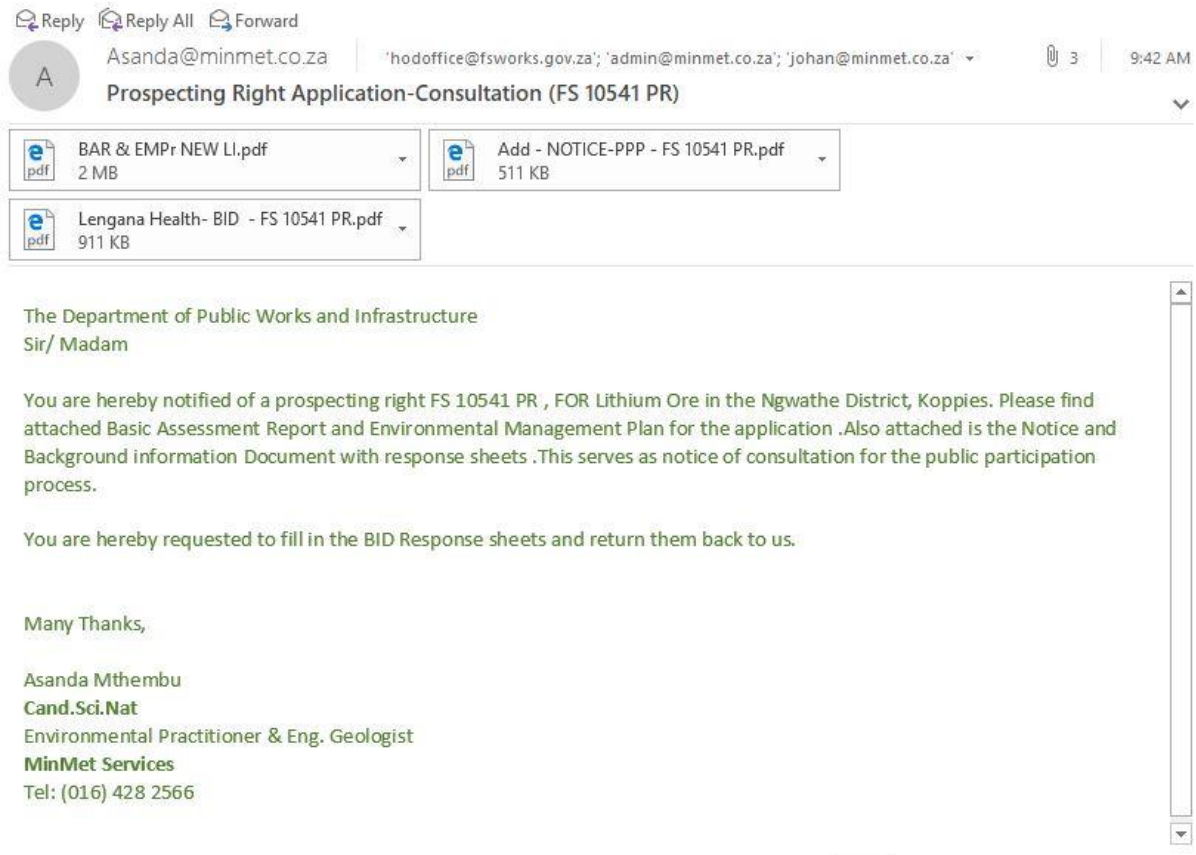 Reply Reply All Forward
Asanda@minmet.co.za 'hodoffice@fsworks.gov.za'; 'admin@minmet.co.za'; 'johan@minmet.co.za' 3 9:42 AM
A
Prospecting Right Application-Consultation (FS 10541 PR)
BAR & EMPr NEW LI.pdf
2 MB
Add - NOTICE-PPP - FS 10541 PR.pdf
511 KB
Lengana Health- BID - FS 10541 PR.pdf
911 KB
e
pdf
e
pdf
e
pdf
The Department of Public Works and Infrastructure
Sir/ Madam
You are hereby notified of a prospecting right FS 10541 PR , FOR Lithium Ore in the Ngwathe District, Koppies. Please find
attached Basic Assessment Report and Environmental Management Plan for the application .Also attached is the Notice and
Background information Document with response sheets .This serves as notice of consultation for the public participation
process.
You are hereby requested to fill in the BID Response sheets and return them back to us.
Many Thanks,
Asanda Mthembu
Cand.Sci.Nat
Environmental Practitioner & Eng. Geologist
MinMet Services
Tel: (016) 428 2566